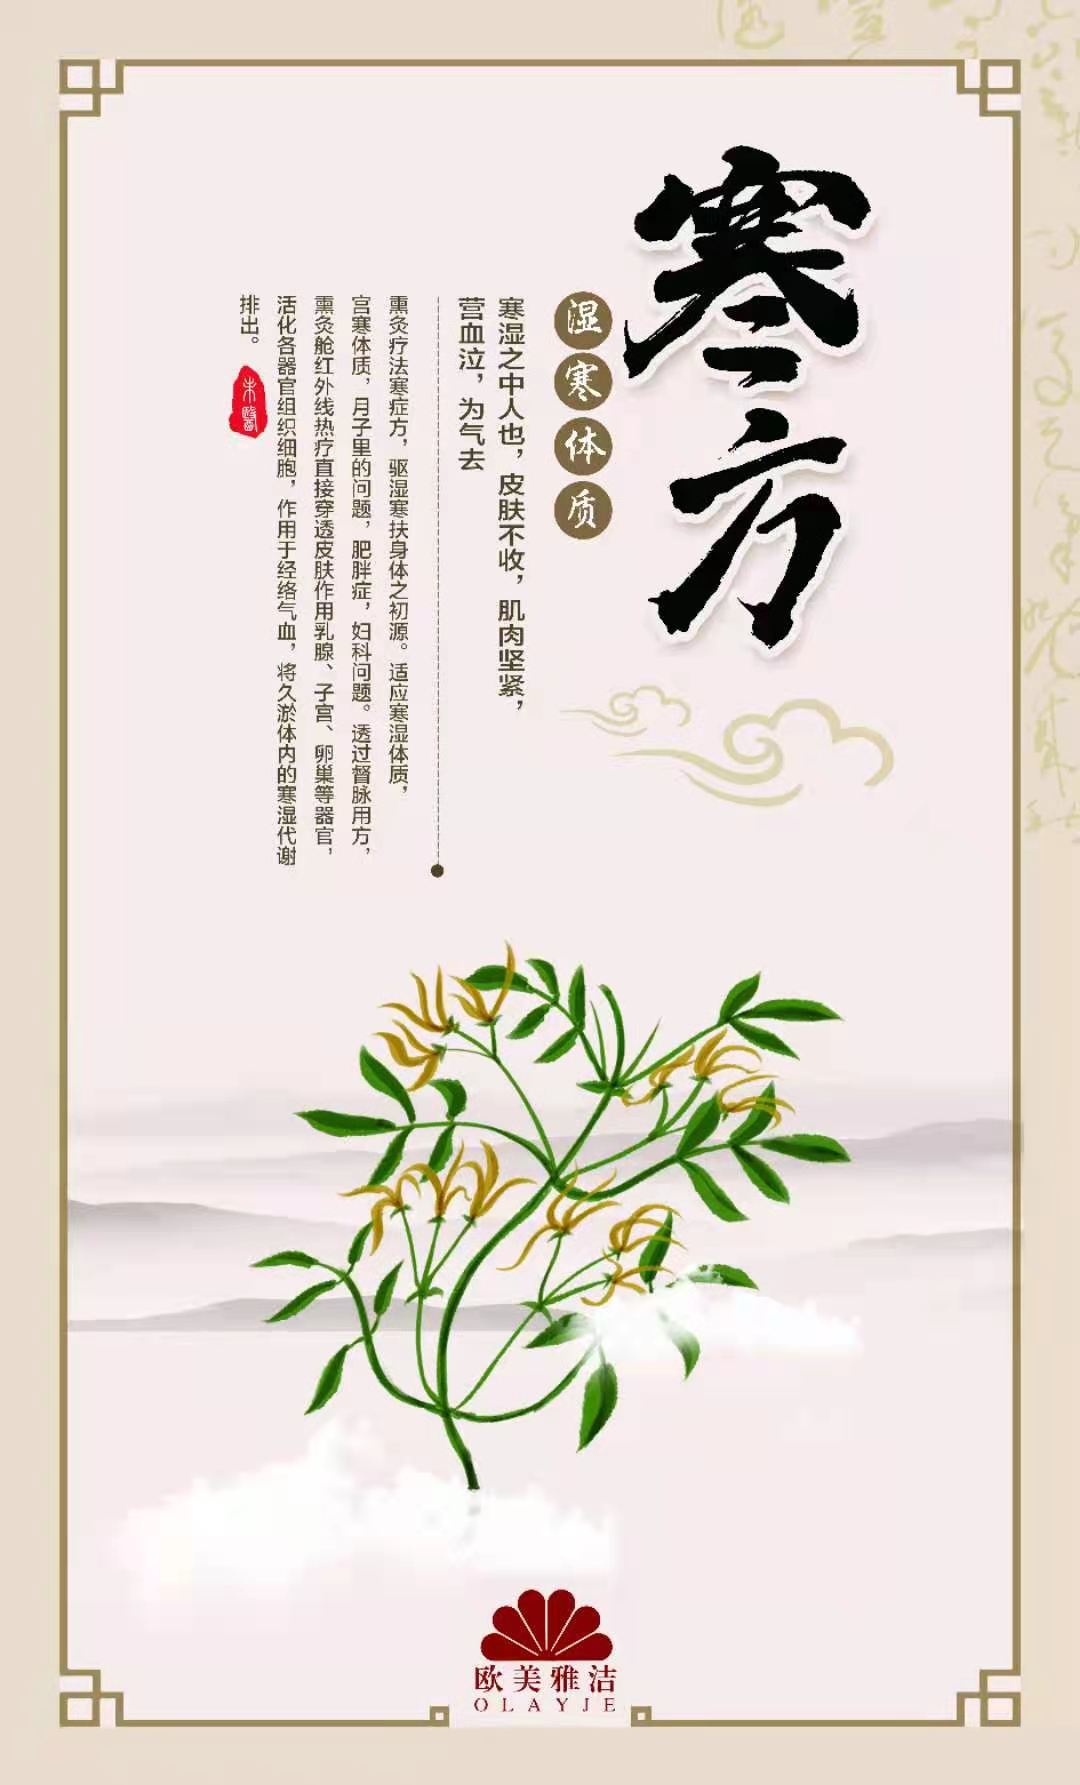 寒方
湿寒体质
寒湿之中人也，皮肤不收，肌肉坚紧，
营血泣，为气去
熏灸疗法寒症方，驱湿寒扶身体之初源。适应寒湿体质，
宫寒体质，月子里的问题，肥胖症，妇科问题。透过督脉用方，
熏灸舱红外线热疗直接穿透皮肤作用乳腺、子宫、卵巢等器官，
活化各器官组织细胞，作用于经络气血，将久淤体内的寒湿代谢
排出。
欧美雅洁
OLAYJE